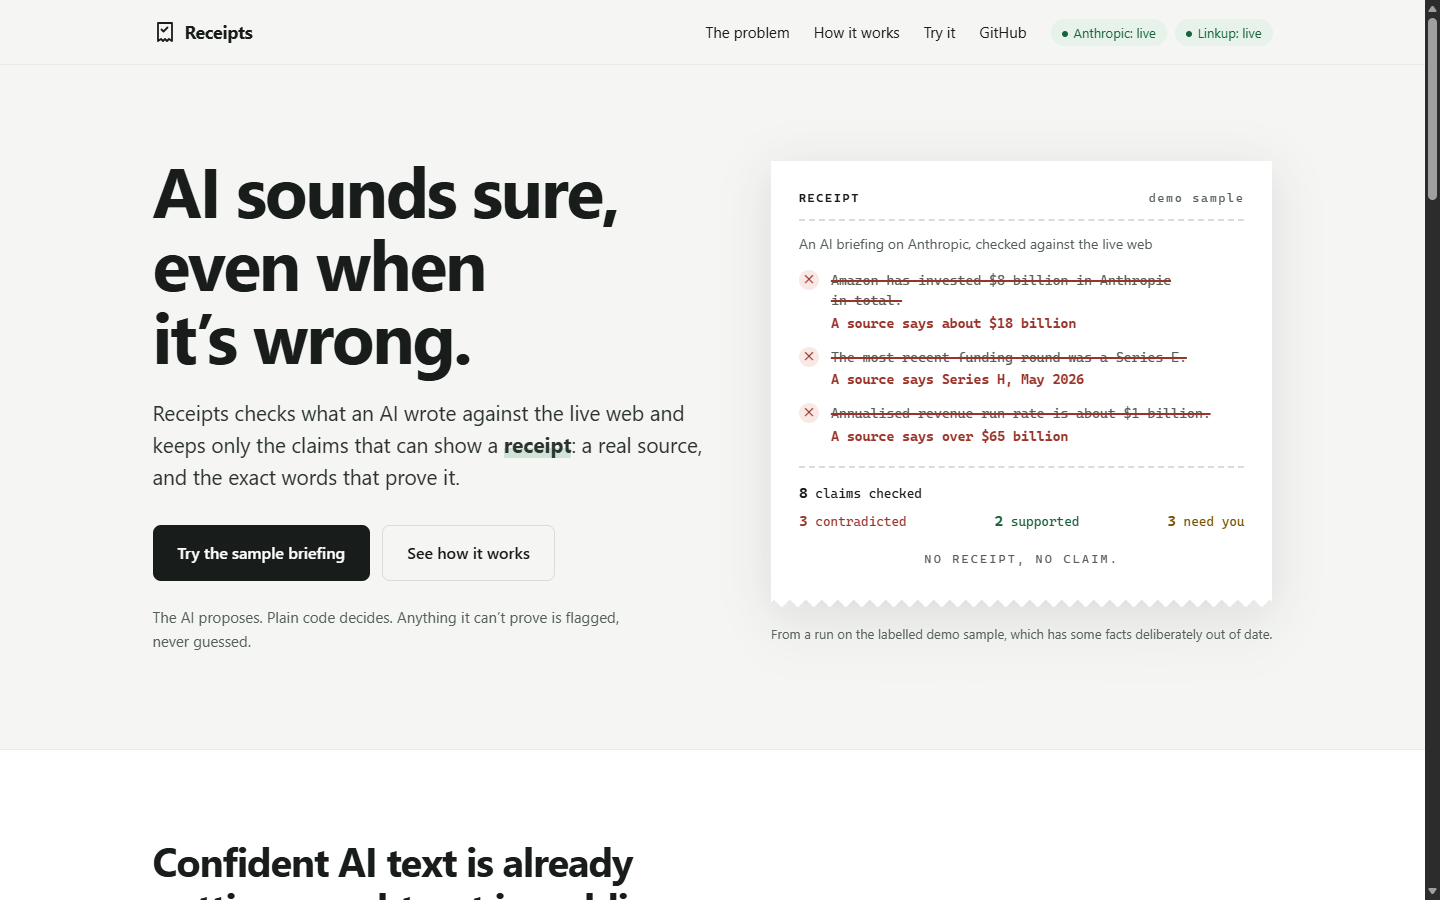 Receipts
The problem
How it works
Try it
GitHub
Anthropic: live
Linkup: live
AI sounds sure,
even when
it’s wrong.
Receipts checks what an AI wrote against the live web and
keeps only the claims that can show a receipt: a real source,
and the exact words that prove it.
Try the sample briefing
See how it works
The AI proposes. Plain code decides. Anything it can’t prove is flagged,
never guessed.
RECEIPT
demo sample
An AI briefing on Anthropic, checked against the live web
Amazon has invested $8 billion in Anthropic
in total.
A source says about $18 billion
The most recent funding round was a Series E.
A source says Series H, May 2026
Annualised revenue run rate is about $1 billion.
A source says over $65 billion
8 claims checked
3 contradicted
2 supported
3 need you
NO RECEIPT, NO CLAIM.
From a run on the labelled demo sample, which has some facts deliberately out of date.
Confident AI text is already